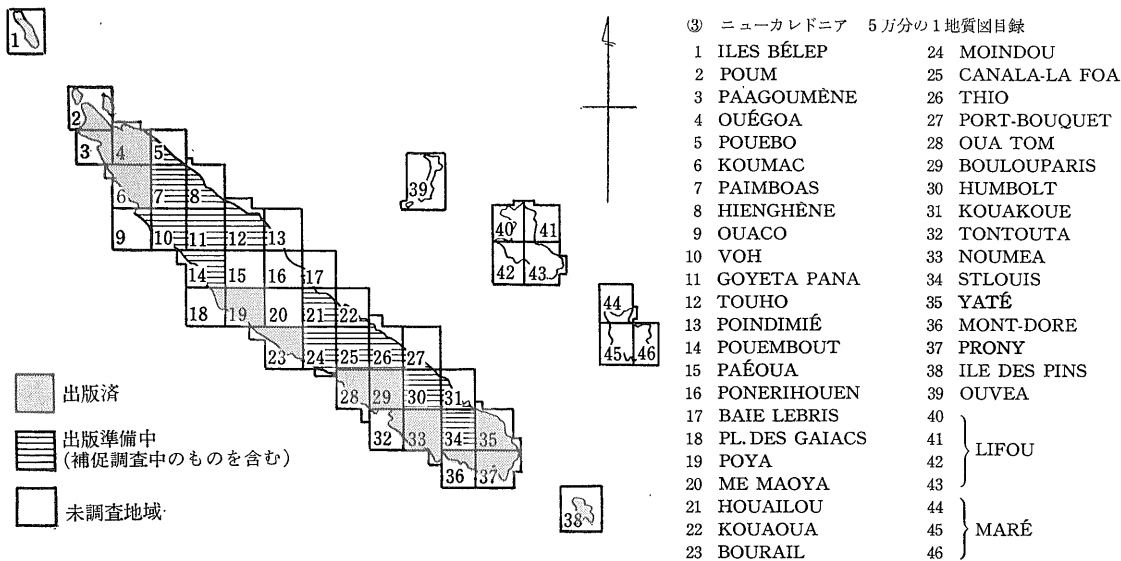 ③ ニューカレドニア 5万分の1地質図目録
1 ILES BÉLEP
2 POUM
3 PAAGOUMÈNE
4 OUÉGOA
5 POUEBO
6 KOUMAC
7 PAIMBOAS
8 HIENGHÈNE
9 OUACO
10 VOH
11 GOYETA PANA
12 TOUHO
13 POINDIMIÉ
14 POUEMBOUT
15 PAÉOUA
16 PONERIHOUEN
17 BAIE LEBRIS
18 PL. DES GAIACS
19 POYA
20 ME MAOYA
21 HOUAILOU
22 KOUAOUA
23 BOURAIL
24 MOINDOU
25 CANALA-LA FOA
26 THIO
27 PORT-BOUQUET
28 OUA TOM
29 BOULOUPARIS
30 HUMBOLT
31 KOUAKOUE
32 TONTOUTA
33 NOUMEA
34 STLOUIS
35 YATÉ
36 MONT-DORE
37 PRONY
38 ILE DES PINS
39 OUVEA
40
41
42
43
LIFOU
44
45
46
MARÉ
1
2
3 4 5
6 7 8
39
9 10 11 12 13
40 41
14 15 16 17
42 43
18 19 20 21 22
44
23 24 25 26 27
45 46
28 29 30 31
32 33 34 35
36 37
38
出版済
出版準備中
(補促調査中のものを含む)
未調査地域